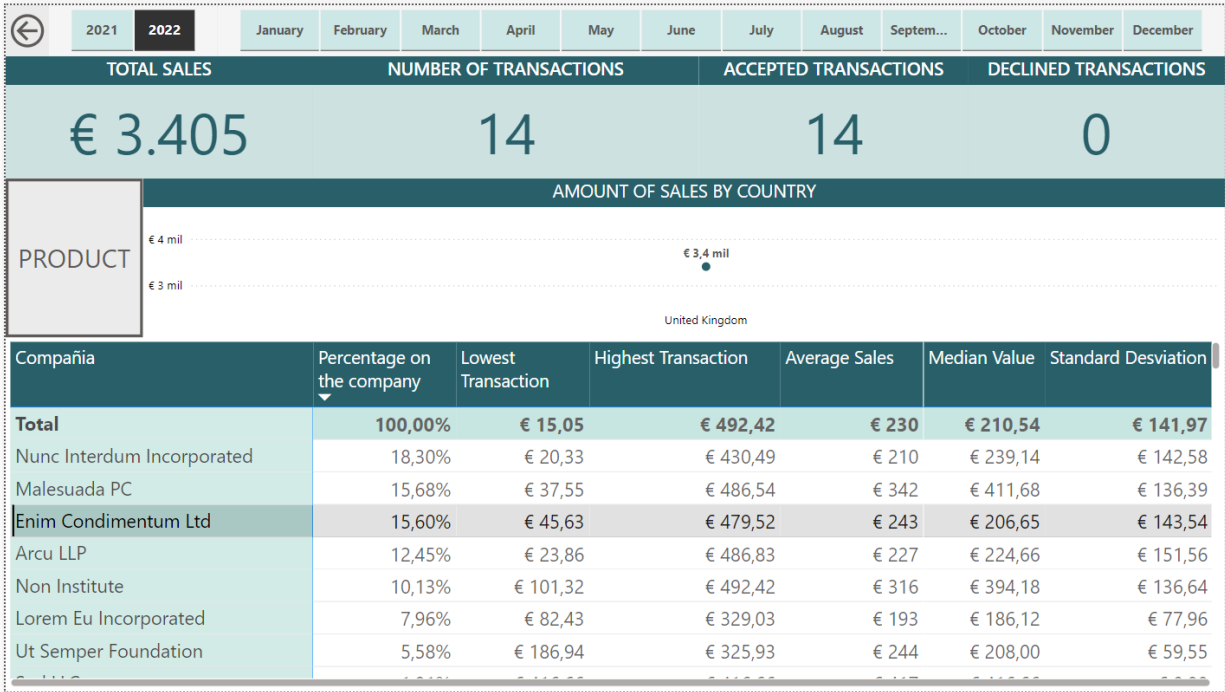 2021 2022 January February March April May June July August Septem... October November December
TOTAL SALES NUMBER OF TRANSACTIONS ACCEPTED TRANSACTIONS DECLINED TRANSACTIONS
€ 3.405 14 14 0
AMOUNT OF SALES BY COUNTRY
PRODUCT
€ 4 mil
€ 3,4 mil
€ 3 mil
United Kingdom
Compañia Percentage on the company Lowest Transaction Highest Transaction Average Sales Median Value Standard Desviation
Total 100,00% € 15,05 € 492,42 € 230 € 210,54 € 141,97
Nunc Interdum Incorporated 18,30% € 20,33 € 430,49 € 210 € 239,14 € 142,58
Malesuada PC 15,68% € 37,55 € 486,54 € 342 € 411,68 € 136,39
Enim Condimentum Ltd 15,60% € 45,63 € 479,52 € 243 € 206,65 € 143,54
Arcu LLP 12,45% € 23,86 € 486,83 € 227 € 224,66 € 151,56
Non Institute 10,13% € 101,32 € 492,42 € 316 € 394,18 € 136,64
Lorem Eu Incorporated 7,96% € 82,43 € 329,03 € 193 € 186,12 € 77,96
Ut Semper Foundation 5,58% € 186,94 € 325,93 € 244 € 208,00 € 59,55